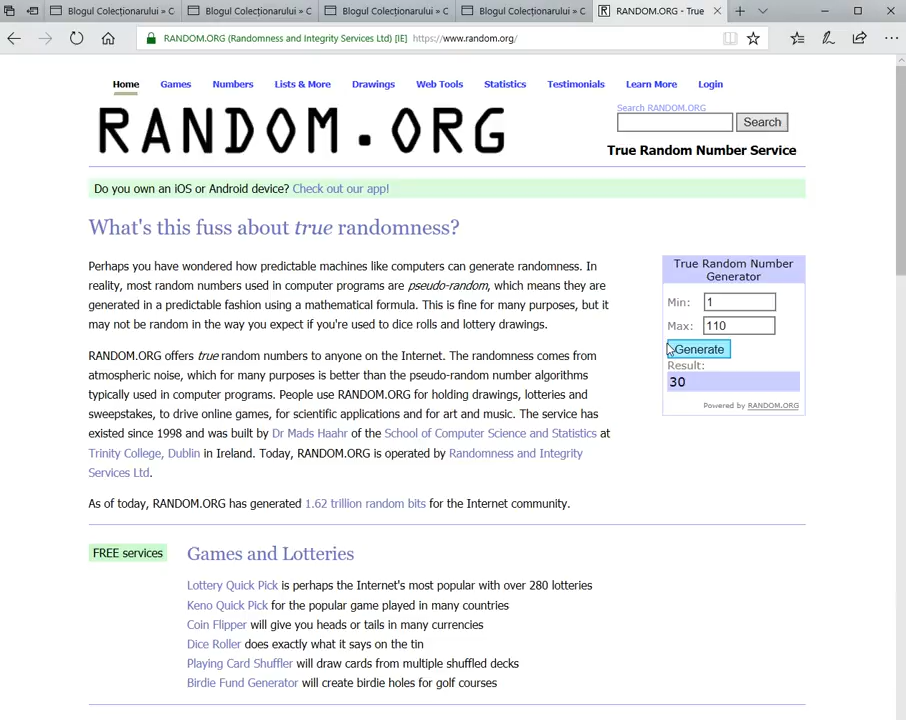 Blogul Colecționarului » C
Blogul Colecționarului » C
Blogul Colecționarului » C
Blogul Colecționarului » C
R RANDOM.ORG - True
RANDOM.ORG (Randomness and Integrity Services Ltd) [IE] https://www.random.org/
Home Games Numbers Lists & More Drawings Web Tools Statistics Testimonials Learn More Login
RANDOM.ORG
Search RANDOM.ORG
Search
True Random Number Service
Do you own an iOS or Android device? Check out our app!
What's this fuss about true randomness?
Perhaps you have wondered how predictable machines like computers can generate randomness. In
reality, most random numbers used in computer programs are pseudo-random, which means they are
generated in a predictable fashion using a mathematical formula. This is fine for many purposes, but it
may not be random in the way you expect if you're used to dice rolls and lottery drawings.
RANDOM.ORG offers true random numbers to anyone on the Internet. The randomness comes from
atmospheric noise, which for many purposes is better than the pseudo-random number algorithms
typically used in computer programs. People use RANDOM.ORG for holding drawings, lotteries and
sweepstakes, to drive online games, for scientific applications and for art and music. The service has
existed since 1998 and was built by Dr Mads Haahr of the School of Computer Science and Statistics at
Trinity College, Dublin in Ireland. Today, RANDOM.ORG is operated by Randomness and Integrity
Services Ltd.
As of today, RANDOM.ORG has generated 1.62 trillion random bits for the Internet community.
True Random Number
Generator
Min: 1
Max: 110
Generate
Result:
30
Powered by RANDOM.ORG
FREE services
Games and Lotteries
Lottery Quick Pick is perhaps the Internet's most popular with over 280 lotteries
Keno Quick Pick for the popular game played in many countries
Coin Flipper will give you heads or tails in many currencies
Dice Roller does exactly what it says on the tin
Playing Card Shuffler will draw cards from multiple shuffled decks
Birdie Fund Generator will create birdie holes for golf courses